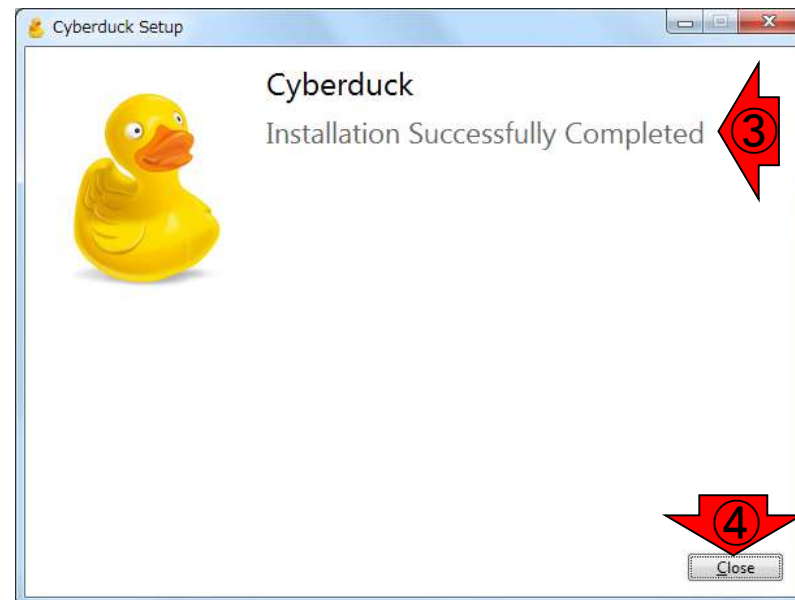 Cyberduck Setup
Cyberduck
Installation Successfully Completed
③
④
Close